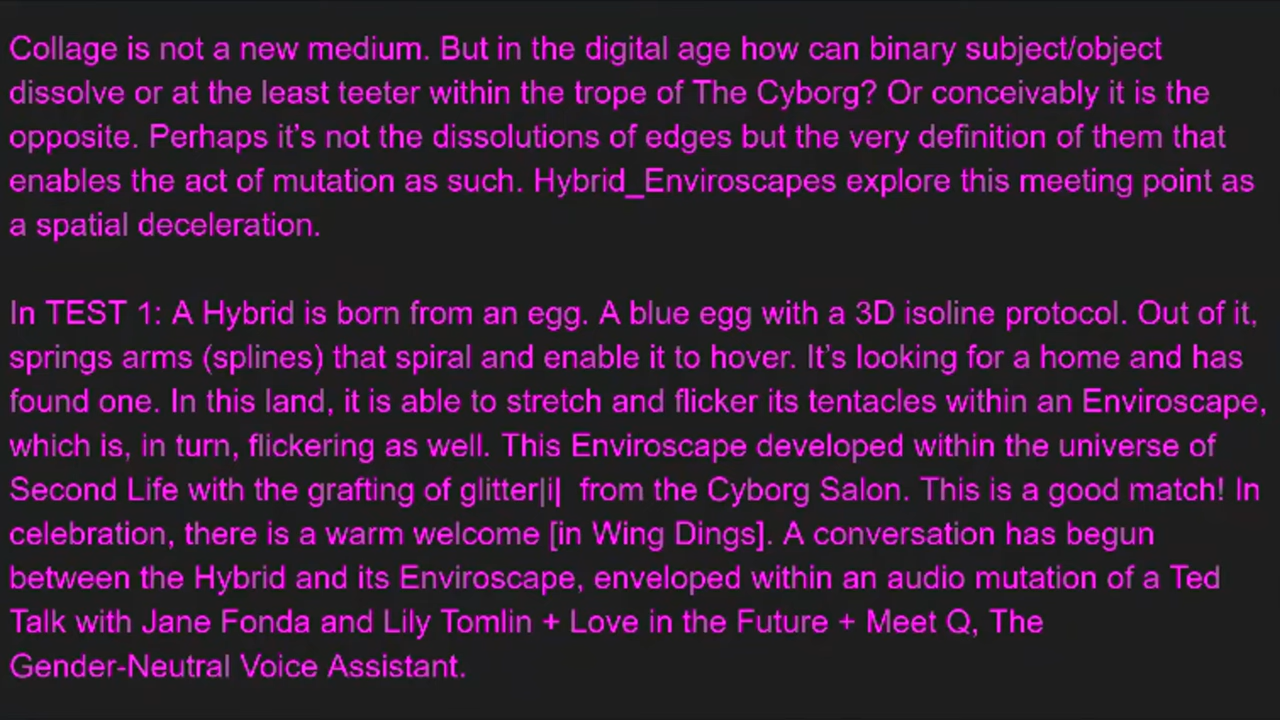 Collage is not a new medium. But in the digital age how can binary subject/object
dissolve or at the least teeter within the trope of The Cyborg? Or conceivably it is the
opposite. Perhaps it's not the dissolutions of edges but the very definition of them that
enables the act of mutation as such. Hybrid_Enviroscapes explore this meeting point as
a spatial deceleration.
In TEST 1: A Hybrid is born from an egg. A blue egg with a 3D isoline protocol. Out of it,
springs arms (splines) that spiral and enable it to hover. It's looking for a home and has
found one. In this land, it is able to stretch and flicker its tentacles within an Enviroscape,
which is, in turn, flickering as well. This Enviroscape developed within the universe of
Second Life with the grafting of glitter|i|  from the Cyborg Salon. This is a good match! In
celebration, there is a warm welcome [in Wing Dings]. A conversation has begun
between the Hybrid and its Enviroscape, enveloped within an audio mutation of a Ted
Talk with Jane Fonda and Lily Tomlin + Love in the Future + Meet Q, The
Gender-Neutral Voice Assistant.